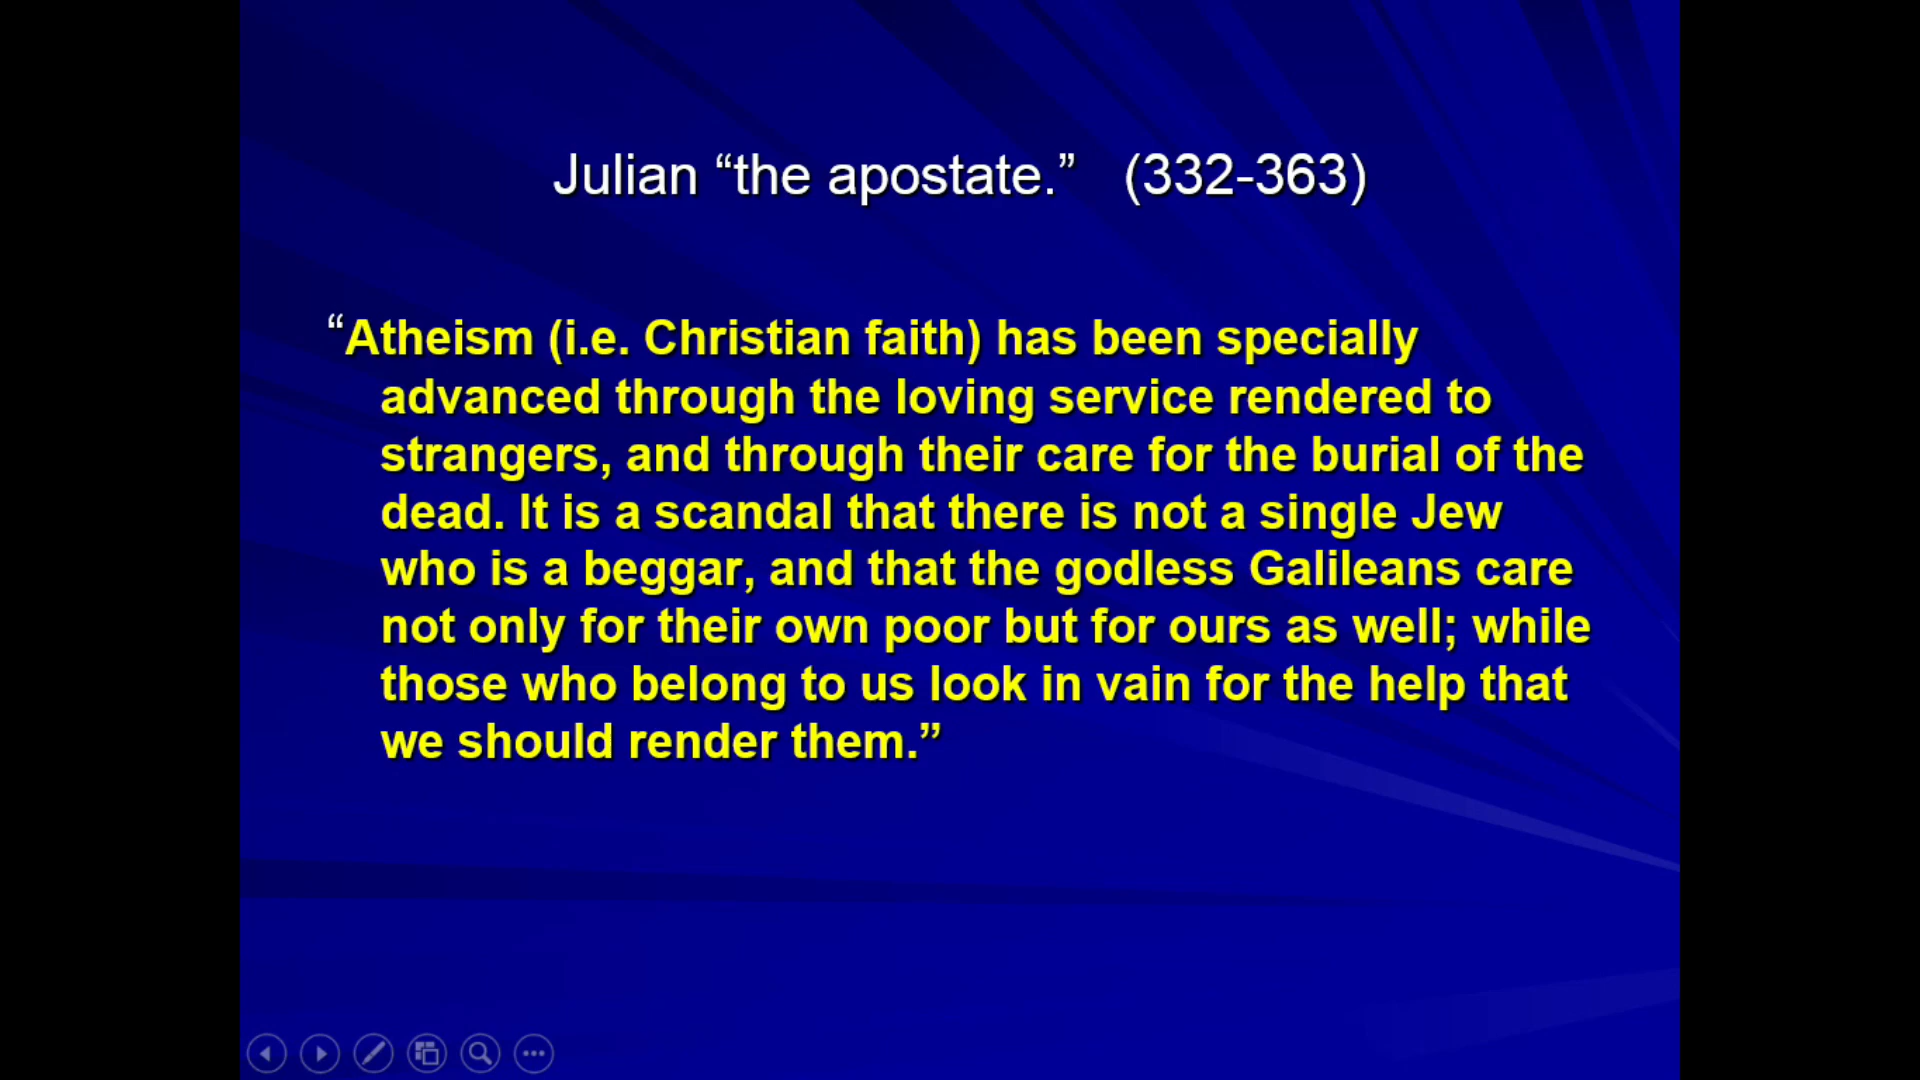 Julian “the apostate.” (332-363)
“Atheism (i.e. Christian faith) has been specially
advanced through the loving service rendered to
strangers, and through their care for the burial of the
dead. It is a scandal that there is not a single Jew
who is a beggar, and that the godless Galileans care
not only for their own poor but for ours as well; while
those who belong to us look in vain for the help that
we should render them.”